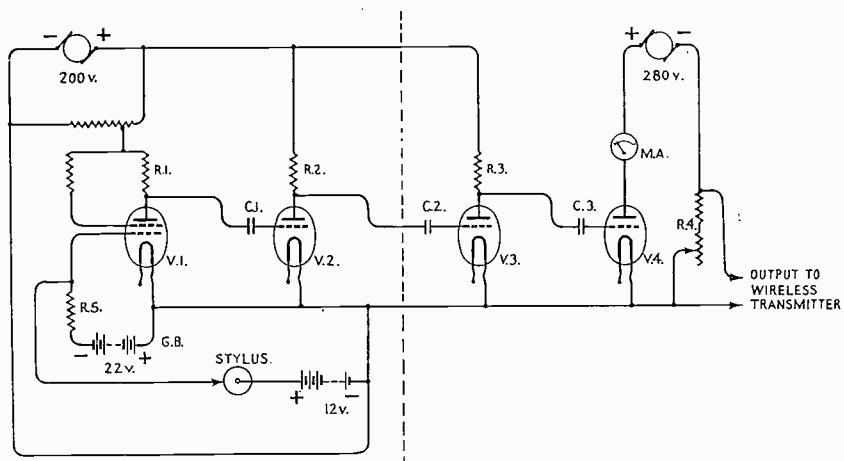 - +
200 v.
+ -
280 v.
M.A.
R.1.
R.2.
R.3.
C.1.
C.2.
C.3.
R.4.
V.1.
V.2.
V.3.
V.4.
OUTPUT TO
WIRELESS
TRANSMITTER
R.5.
- +
G.B.
22 v.
STYLUS.
+ -
12 v.